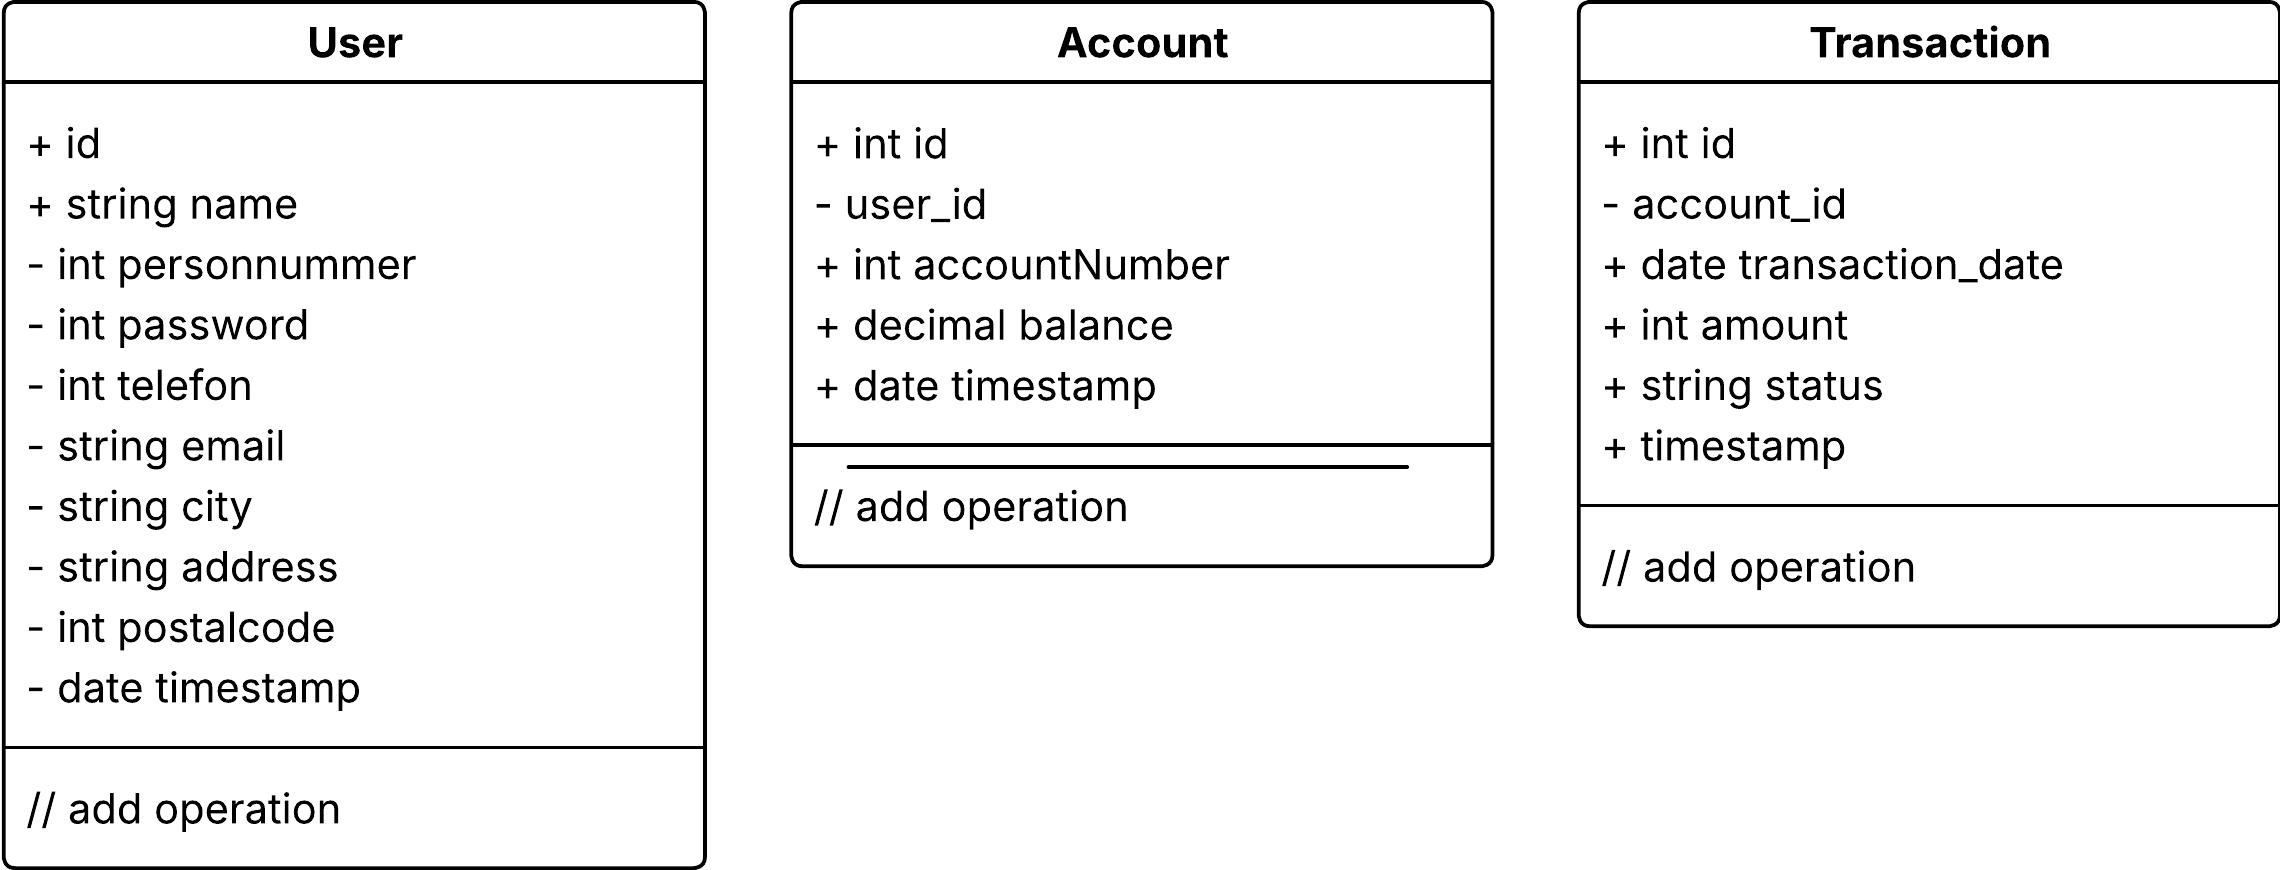 User
+ id
+ string name
- int personnummer
- int password
- int telefon
- string email
- string city
- string address
- int postalcode
- date timestamp
// add operation
Account
+ int id
- user_id
+ int accountNumber
+ decimal balance
+ date timestamp
// add operation
Transaction
+ int id
- account_id
+ date transaction_date
+ int amount
+ string status
+ timestamp
// add operation